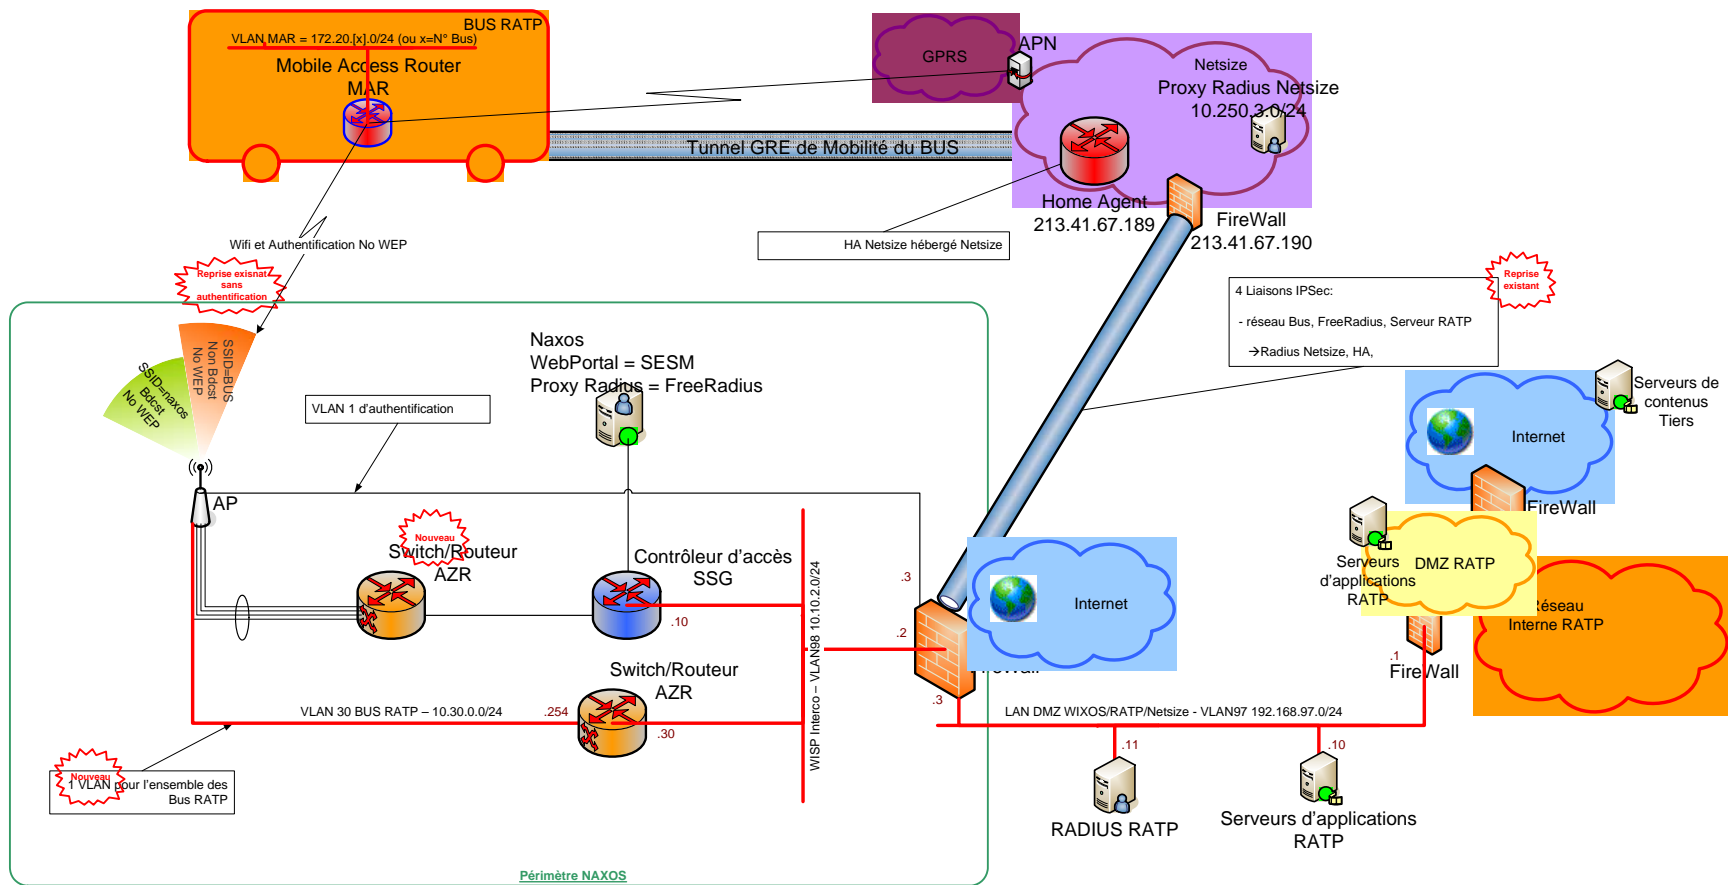 BUS RATP
VLAN MAR = 172.20.[x].0/24 (ou x=N° Bus)
Mobile Access Router
MAR
GPRS
APN
Netsize
Proxy Radius Netsize
10.250.3.0/24
Tunnel GRE de Mobilité du BUS
Home Agent
213.41.67.189
FireWall
213.41.67.190
HA Netsize hébergé Netsize
Wifi et Authentification No WEP
Reprise exisnat
sans
authentification
Reprise
existant
4 Liaisons IPSec:
- réseau Bus, FreeRadius, Serveur RATP
→Radius Netsize, HA,
SSID=BUS
Non Bdcst
No WEP
SSID=naxos
Bdcst
No WEP
Naxos
WebPortal = SESM
Proxy Radius = FreeRadius
VLAN 1 d'authentification
AP
Nouveau
Switch/Routeur
AZR
Contrôleur d'accès
SSG
.10
WISP Interco – VLAN98 10.10.2.0/24
.3
.2
.3
Internet
FireWall
Serveurs de
contenus
Tiers
Internet
FireWall
Serveurs
d'applications
RATP
DMZ RATP
Réseau
Interne RATP
.1
FireWall
Switch/Routeur
AZR
VLAN 30 BUS RATP – 10.30.0.0/24
.254
.30
LAN DMZ WIXOS/RATP/Netsize - VLAN97 192.168.97.0/24
.11
.10
RADIUS RATP
Serveurs d'applications
RATP
Nouveau
1 VLAN pour l'ensemble des
Bus RATP
Périmètre NAXOS